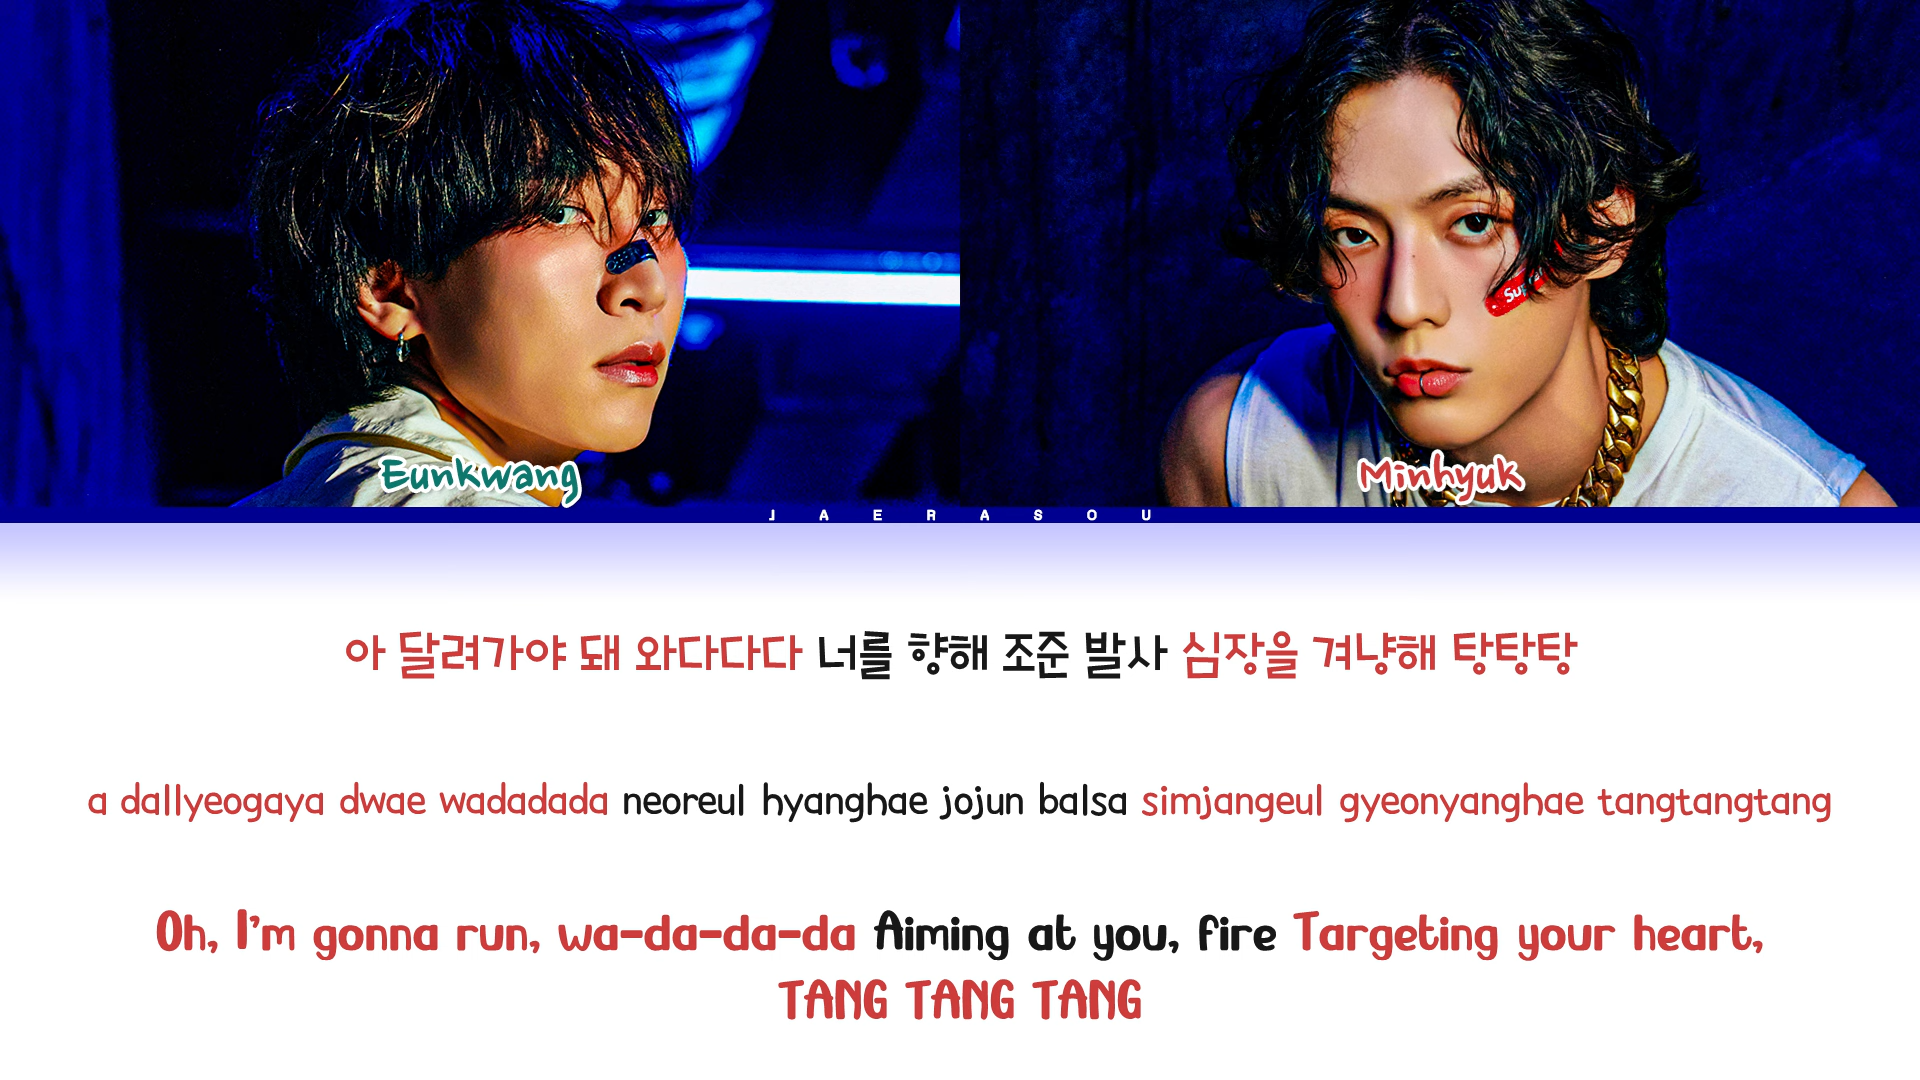 Sup
Eunkwang
Minhyuk
JAERASOU
아 달려가야 돼 와다다다 너를 향해 조준 발사 심장을 겨냥해 탕탕탕
a dallyeogaya dwae wadadada neoreul hyanghae jojun balsa simjangeul gyeonyanghae tangtangtang
Oh, I'm gonna run, wa-da-da-da Aiming at you, fire Targeting your heart,
TANG TANG TANG